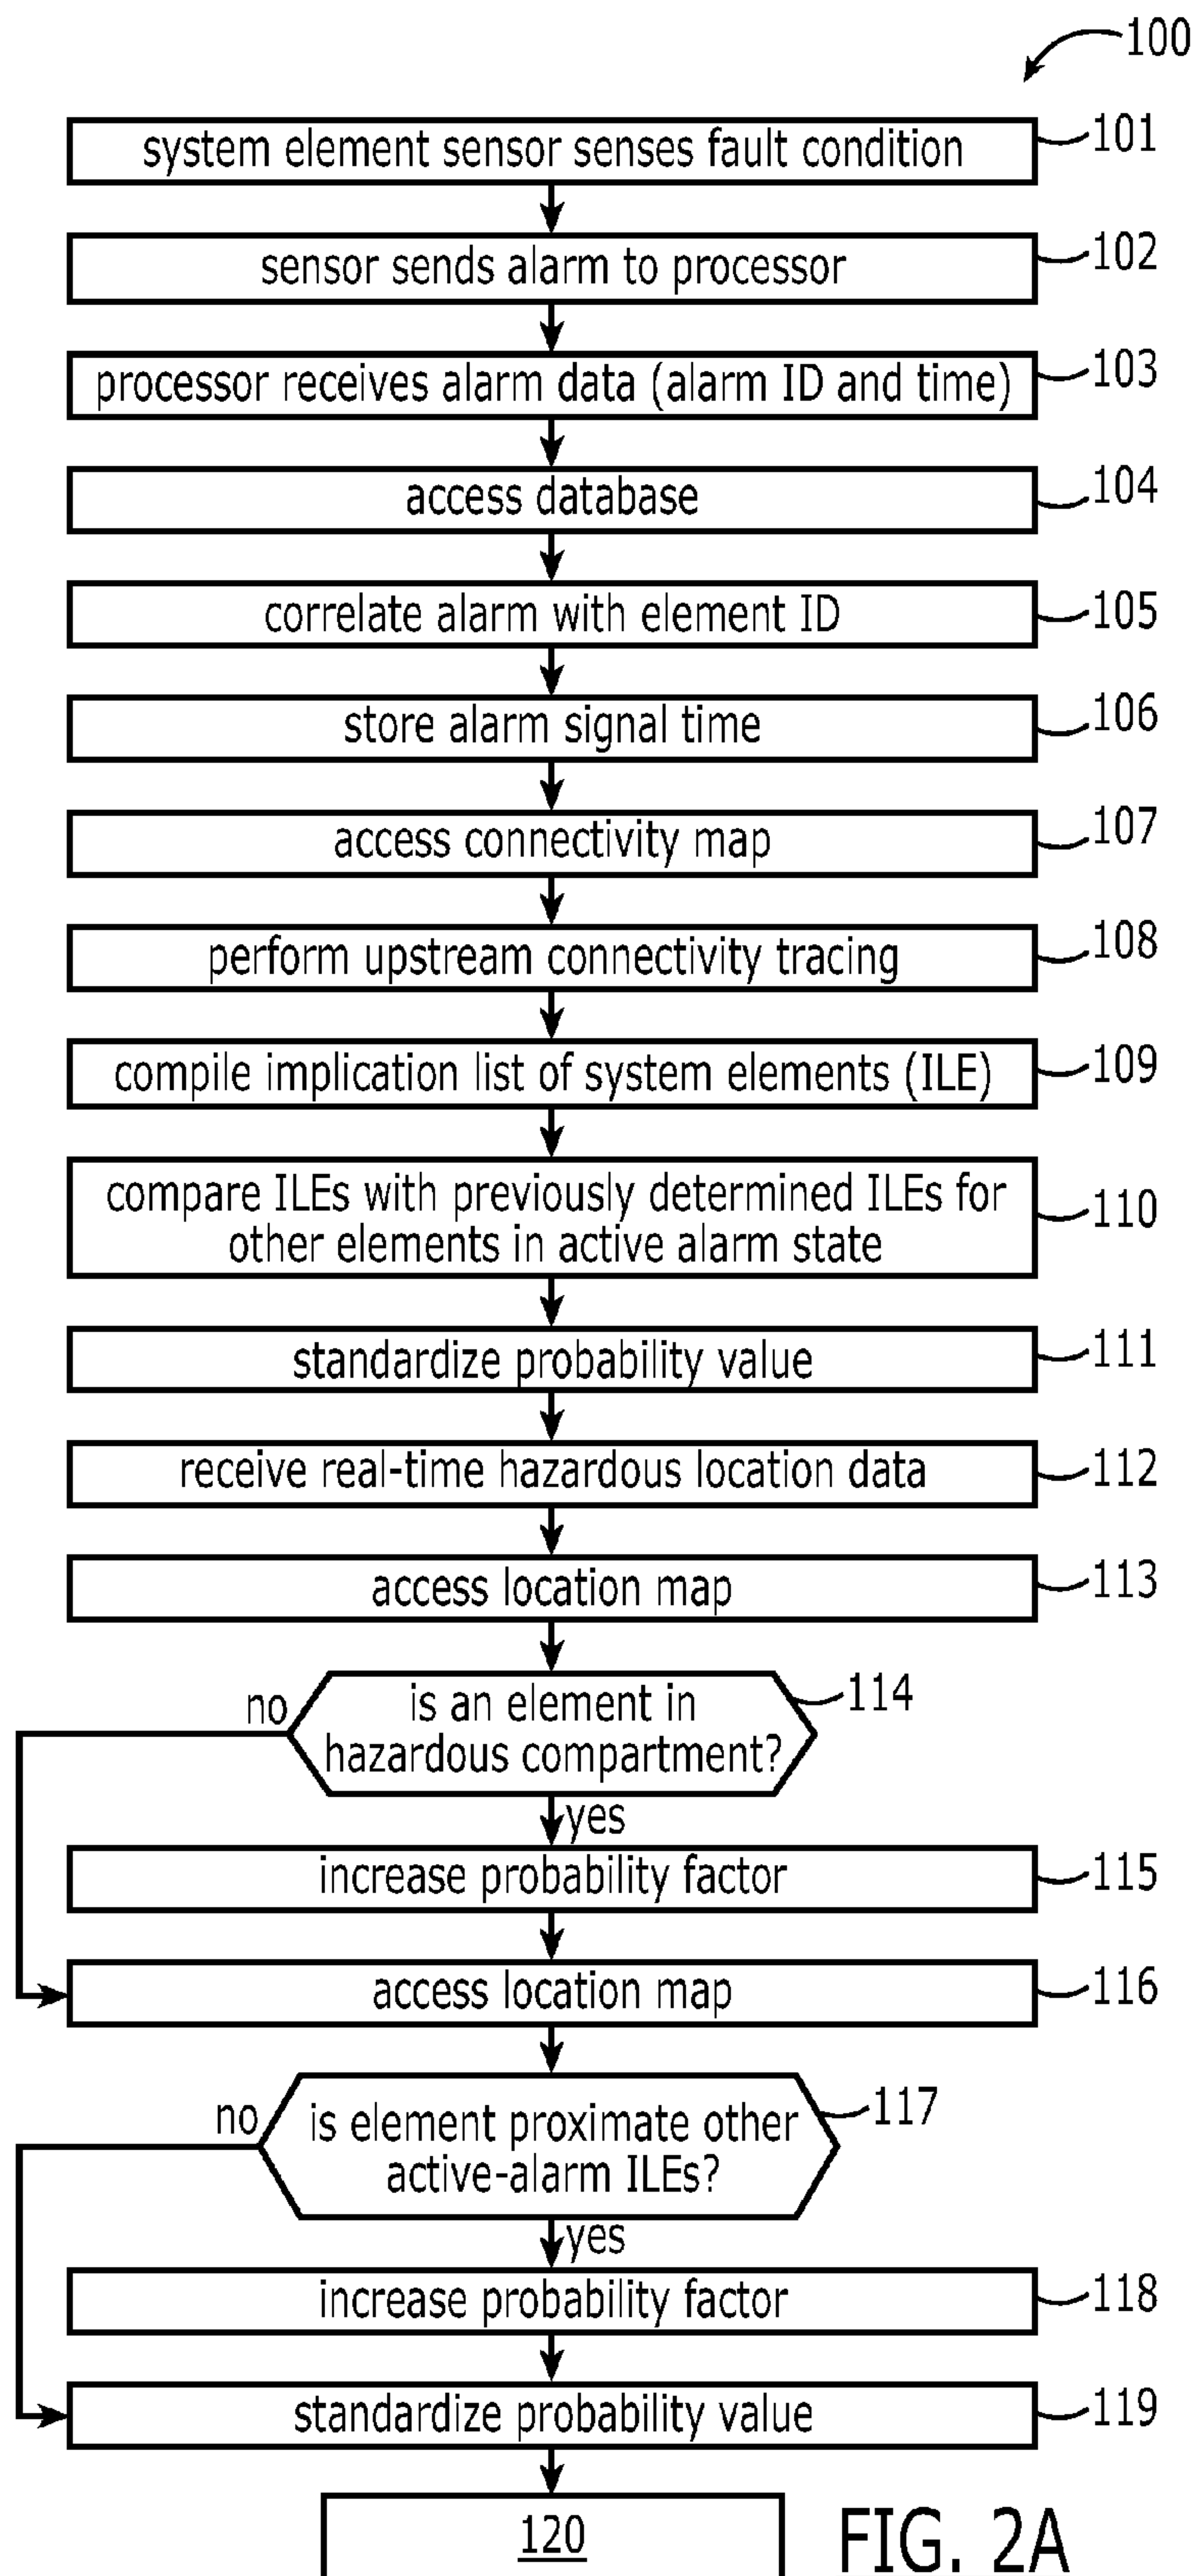 100
system element sensor senses fault condition
101
sensor sends alarm to processor
102
processor receives alarm data (alarm ID and time)
103
access database
104
correlate alarm with element ID
105
store alarm signal time
106
access connectivity map
107
perform upstream connectivity tracing
108
compile implication list of system elements (ILE)
109
compare ILEs with previously determined ILEs for
other elements in active alarm state
110
standardize probability value
111
receive real-time hazardous location data
112
access location map
113
is an element in
hazardous compartment?
114
no
yes
increase probability factor
115
access location map
116
is element proximate other
active-alarm ILEs?
117
no
yes
increase probability factor
118
standardize probability value
119
120
FIG. 2A